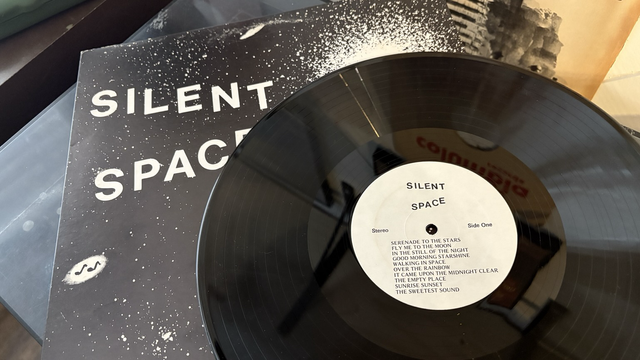 SILENT
SPACE
columbia
SILENT
SPACE
Stereo
Side One
SERENADE TO THE STARS
FLY ME TO THE MOON
IN THE STILL OF THE NIGHT
GOOD MORNING STARSHINE
WALKING IN SPACE
OVER THE RAINBOW
IT CAME UPON THE MIDNIGHT CLEAR
THE EMPTY PLACE
SUNRISE SUNSET
THE SWEETEST SOUND